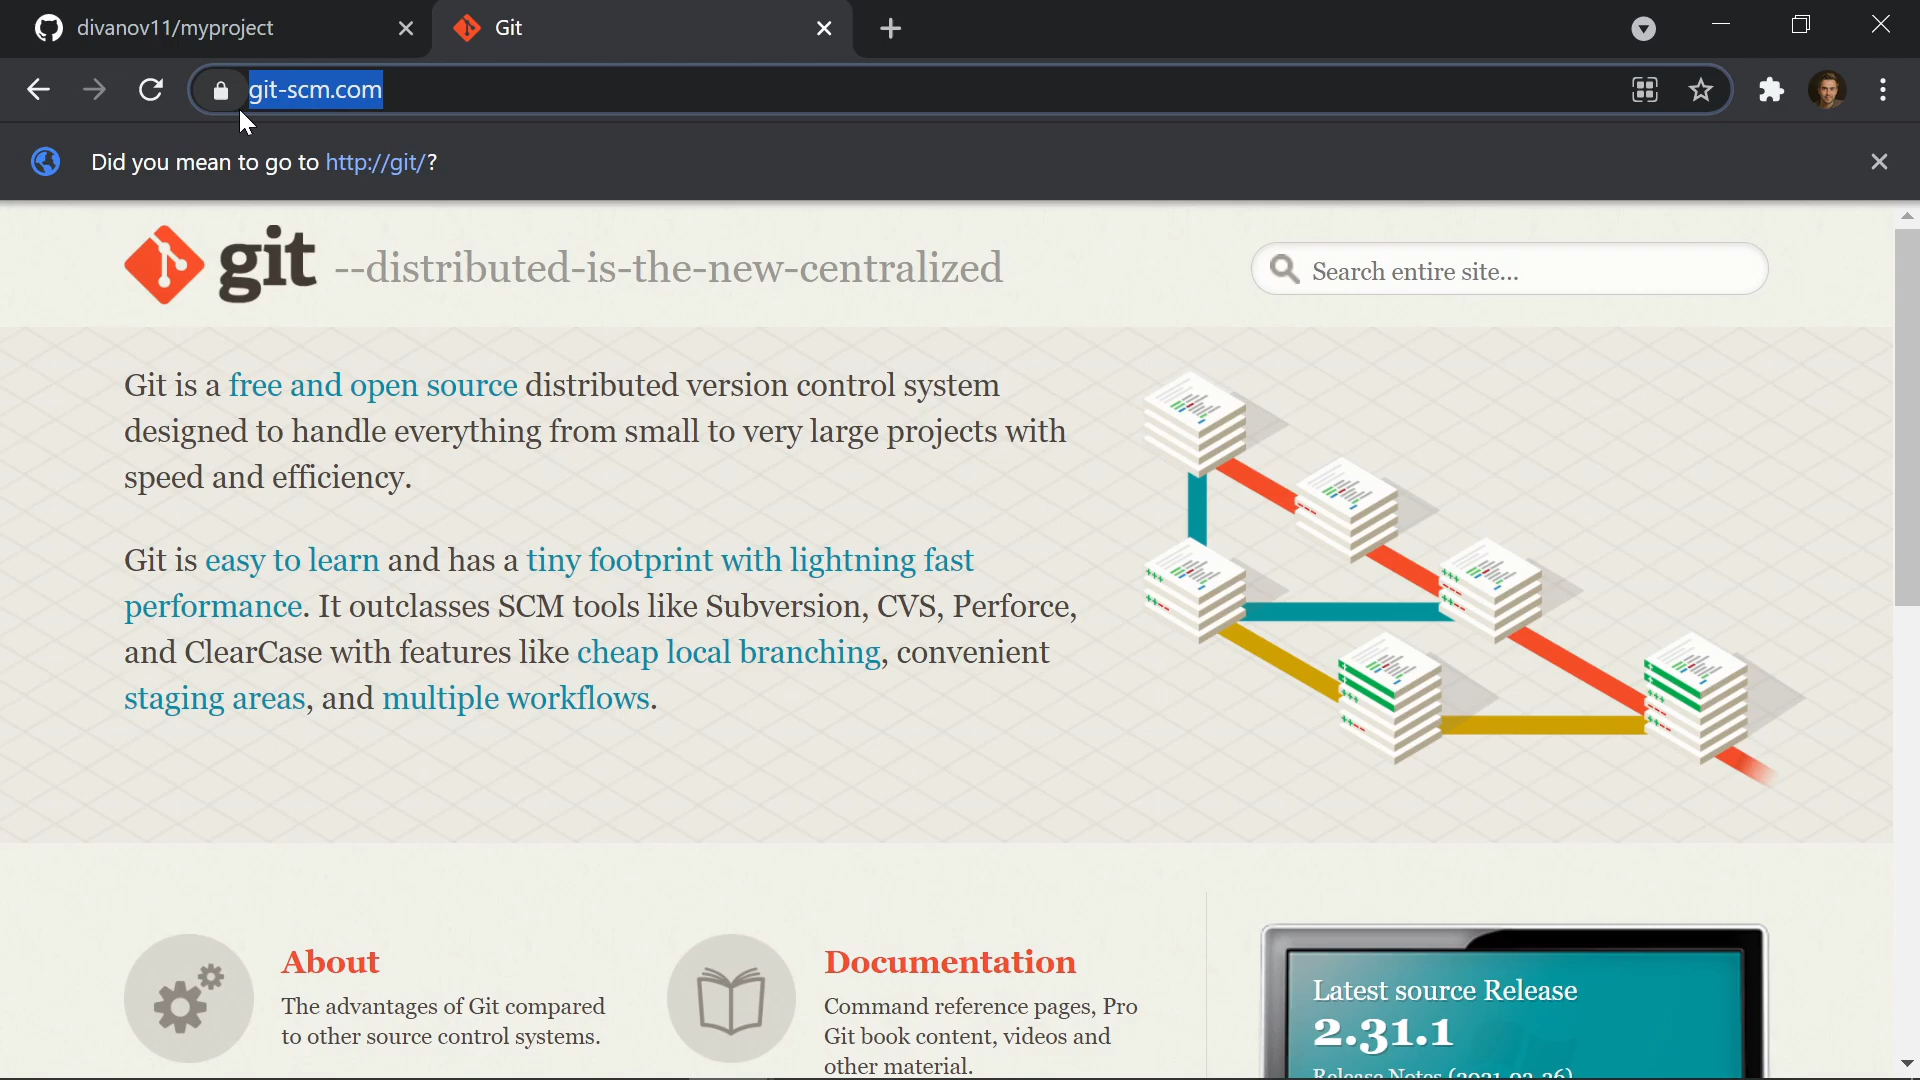 divanov11/myproject
Git
git-scm.com
Did you mean to go to http://git/?
git --distributed-is-the-new-centralized
Search entire site...
Git is a free and open source distributed version control system
designed to handle everything from small to very large projects with
speed and efficiency.
Git is easy to learn and has a tiny footprint with lightning fast
performance. It outclasses SCM tools like Subversion, CVS, Perforce,
and ClearCase with features like cheap local branching, convenient
staging areas, and multiple workflows.
About
The advantages of Git compared
to other source control systems.
Documentation
Command reference pages, Pro
Git book content, videos and
other material.
Latest source Release
2.31.1
Release Notes (2021-03-26)